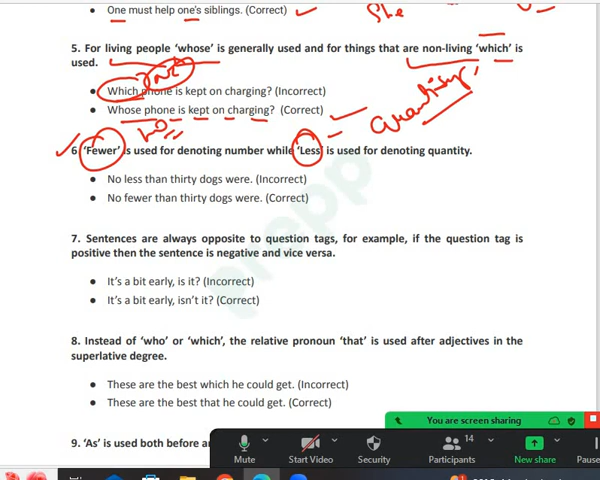 One must help one's siblings. (Correct)
She
5. For living people 'whose' is generally used and for things that are non-living 'which' is
used.
Which phone is kept on charging? (Incorrect)
Whose phone is kept on charging? (Correct)
6. 'Fewer' is used for denoting number while 'Less' is used for denoting quantity.
No less than thirty dogs were. (Incorrect)
No fewer than thirty dogs were. (Correct)
prepp
7. Sentences are always opposite to question tags, for example, if the question tag is
positive then the sentence is negative and vice versa.
It's a bit early, is it? (Incorrect)
It's a bit early, isn't it? (Correct)
8. Instead of 'who' or 'which', the relative pronoun 'that' is used after adjectives in the
superlative degree.
These are the best which he could get. (Incorrect)
These are the best that he could get. (Correct)
You are screen sharing
9. 'As' is used both before
14
Mute
Start Video
Security
Participants
New share
Pause